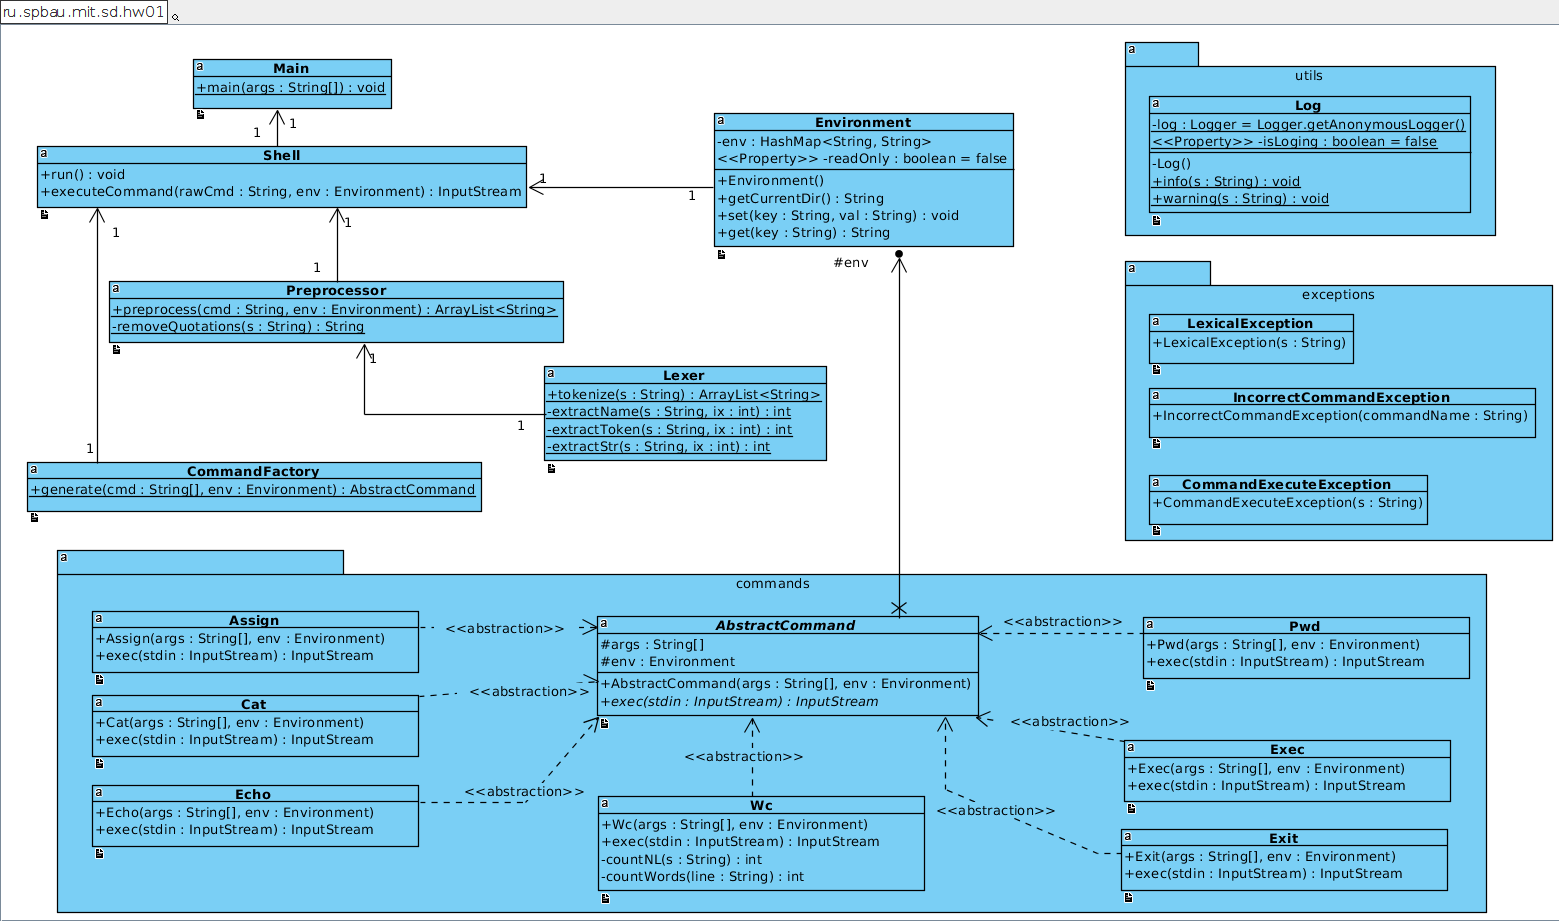 ru.spbau.mit.sd.hw01
a
Main
+main(args : String[]) : void
1
1
a
Shell
+run() : void
+executeCommand(rawCmd : String, env : Environment) : InputStream
1
1
a
Environment
-env : HashMap<String, String>
<<Property>> -readOnly : boolean = false
+Environment()
+getCurrentDir() : String
+set(key : String, val : String) : void
+get(key : String) : String
#env
1
1
1
1
a
Preprocessor
+preprocess(cmd : String, env : Environment) : ArrayList<String>
-removeQuotations(s : String) : String
1
1
a
Lexer
+tokenize(s : String) : ArrayList<String>
-extractName(s : String, ix : int) : int
-extractToken(s : String, ix : int) : int
-extractStr(s : String, ix : int) : int
a
CommandFactory
+generate(cmd : String[], env : Environment) : AbstractCommand
a
utils
a
Log
-log : Logger = Logger.getAnonymousLogger()
<<Property>> -isLoging : boolean = false
-Log()
+info(s : String) : void
+warning(s : String) : void
a
exceptions
a
LexicalException
+LexicalException(s : String)
a
IncorrectCommandException
+IncorrectCommandException(commandName : String)
a
CommandExecuteException
+CommandExecuteException(s : String)
a
commands
a
Assign
+Assign(args : String[], env : Environment)
+exec(stdin : InputStream) : InputStream
<<abstraction>>
a
Cat
+Cat(args : String[], env : Environment)
+exec(stdin : InputStream) : InputStream
<<abstraction>>
a
Echo
+Echo(args : String[], env : Environment)
+exec(stdin : InputStream) : InputStream
<<abstraction>>
a
AbstractCommand
#args : String[]
#env : Environment
+AbstractCommand(args : String[], env : Environment)
+exec(stdin : InputStream) : InputStream
<<abstraction>>
a
Wc
+Wc(args : String[], env : Environment)
+exec(stdin : InputStream) : InputStream
-countNL(s : String) : int
-countWords(line : String) : int
<<abstraction>>
a
Pwd
+Pwd(args : String[], env : Environment)
+exec(stdin : InputStream) : InputStream
<<abstraction>>
a
Exec
+Exec(args : String[], env : Environment)
+exec(stdin : InputStream) : InputStream
<<abstraction>>
a
Exit
+Exit(args : String[], env : Environment)
+exec(stdin : InputStream) : InputStream